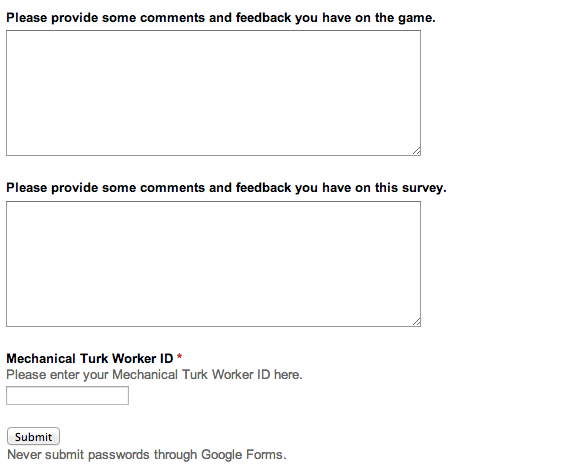 Please provide some comments and feedback you have on the game.
Please provide some comments and feedback you have on this survey.
Mechanical Turk Worker ID *
Please enter your Mechanical Turk Worker ID here.
Submit
Never submit passwords through Google Forms.